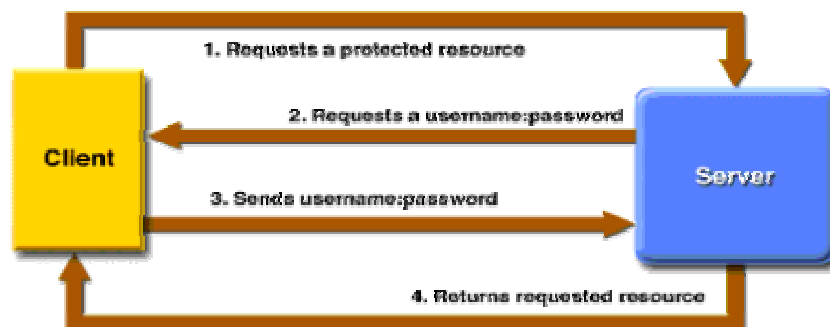 1. Requests a protected resource
2. Requests a username:password
Client
Server
3. Sends username:password
4. Returns requested resource